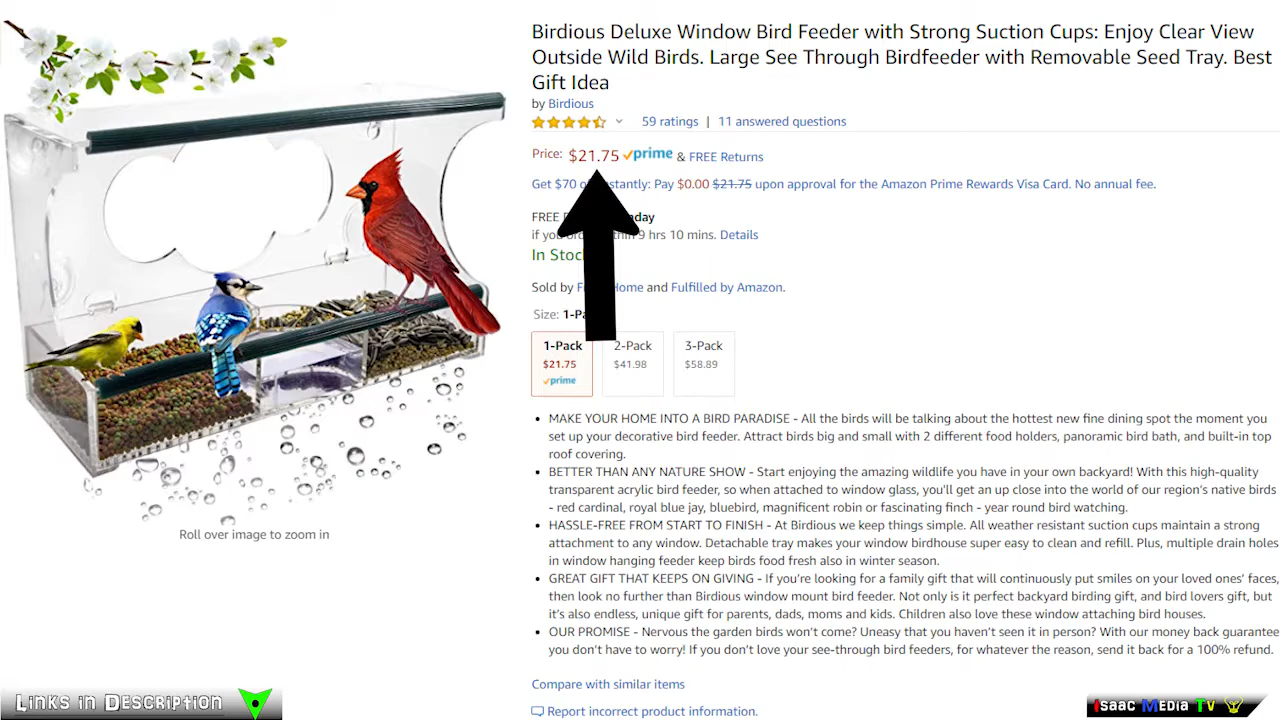 Birdious Deluxe Window Bird Feeder with Strong Suction Cups: Enjoy Clear View
Outside Wild Birds. Large See Through Birdfeeder with Removable Seed Tray. Best
Gift Idea
by Birdious
59 ratings | 11 answered questions
Price: $21.75 prime & FREE Returns
Get $70 instantly: Pay $0.00 $21.75 upon approval for the Amazon Prime Rewards Visa Card. No annual fee.
FREE
if you 9 hrs 10 mins. Details
In Stock
Sold by Home and Fulfilled by Amazon.
Size:
1-Pack 2-Pack 3-Pack
$21.75 $41.98 $58.89
prime
MAKE YOUR HOME INTO A BIRD PARADISE - All the birds will be talking about the hottest new fine dining spot the moment you
set up your decorative bird feeder. Attract birds big and small with 2 different food holders, panoramic bird bath, and built-in top
roof covering.
BETTER THAN ANY NATURE SHOW - Start enjoying the amazing wildlife you have in your own backyard! With this high-quality
transparent acrylic bird feeder, so when attached to window glass, you'll get an up close into the world of our region's native birds
- red cardinal, royal blue jay, bluebird, magnificent robin or fascinating finch - year round bird watching.
HASSLE-FREE FROM START TO FINISH - At Birdious we keep things simple. All weather resistant suction cups maintain a strong
attachment to any window. Detachable tray makes your window birdhouse super easy to clean and refill. Plus, multiple drain holes
in window hanging feeder keep birds food fresh also in winter season.
GREAT GIFT THAT KEEPS ON GIVING - If you're looking for a family gift that will continuously put smiles on your loved ones' faces,
then look no further than Birdious window mount bird feeder. Not only is it perfect backyard birding gift, and bird lovers gift, but
it's also endless, unique gift for parents, dads, moms and kids. Children also love these window attaching bird houses.
OUR PROMISE - Nervous the garden birds won't come? Uneasy that you haven't seen it in person? With our money back guarantee
you don't have to worry! If you don't love your see-through bird feeders, for whatever the reason, send it back for a 100% refund.
Compare with similar items
Report incorrect product information.
Roll over image to zoom in
Links in Description
Isaac Media Tv